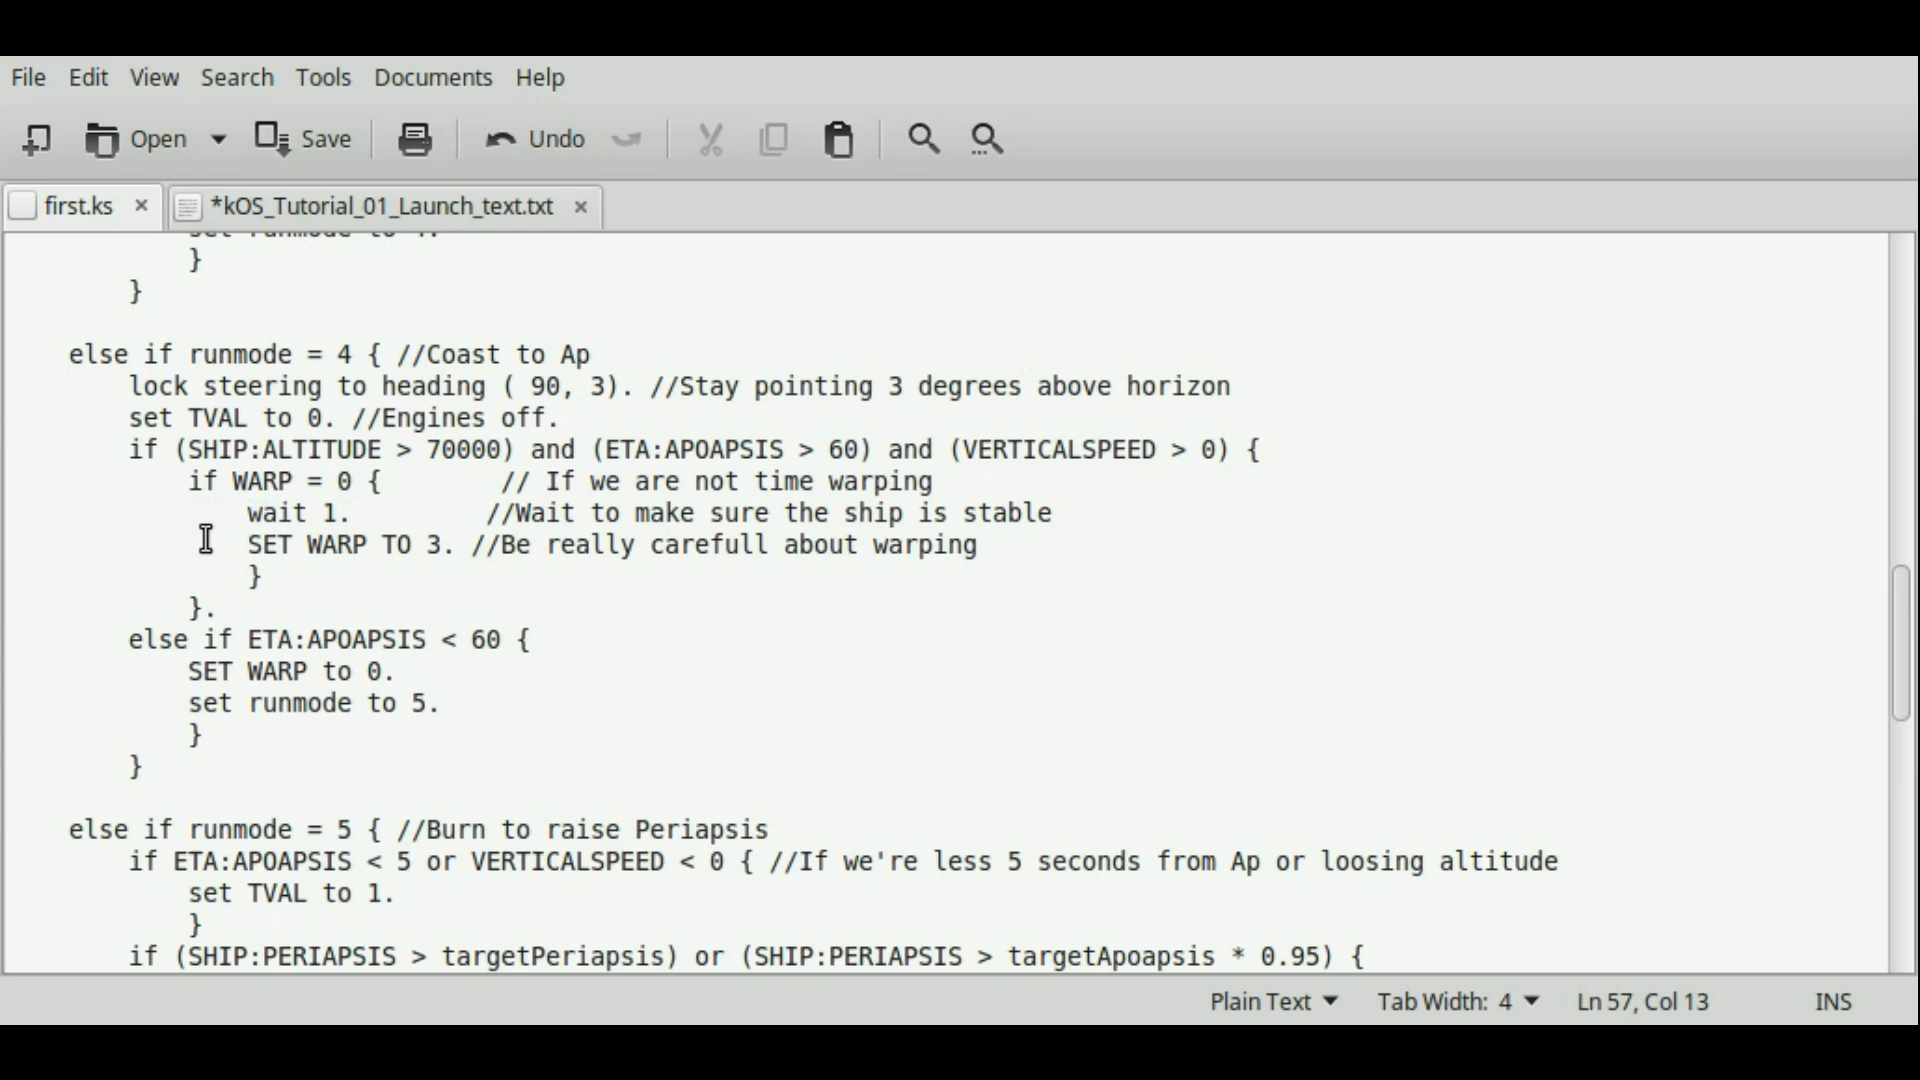 File Edit View Search Tools Documents Help
Open Save Undo
first.ks × *kOS_Tutorial_01_Launch_text.txt ×
set runmode to 4.
}
}
else if runmode = 4 { //Coast to Ap
lock steering to heading ( 90, 3). //Stay pointing 3 degrees above horizon
set TVAL to 0. //Engines off.
if (SHIP:ALTITUDE > 70000) and (ETA:APOAPSIS > 60) and (VERTICALSPEED > 0) {
if WARP = 0 { // If we are not time warping
wait 1. //Wait to make sure the ship is stable
SET WARP TO 3. //Be really carefull about warping
}
}.
else if ETA:APOAPSIS < 60 {
SET WARP to 0.
set runmode to 5.
}
}
else if runmode = 5 { //Burn to raise Periapsis
if ETA:APOAPSIS < 5 or VERTICALSPEED < 0 { //If we're less 5 seconds from Ap or loosing altitude
set TVAL to 1.
}
if (SHIP:PERIAPSIS > targetPeriapsis) or (SHIP:PERIAPSIS > targetApoapsis * 0.95) {
Plain Text Tab Width: 4 Ln 57, Col 13 INS